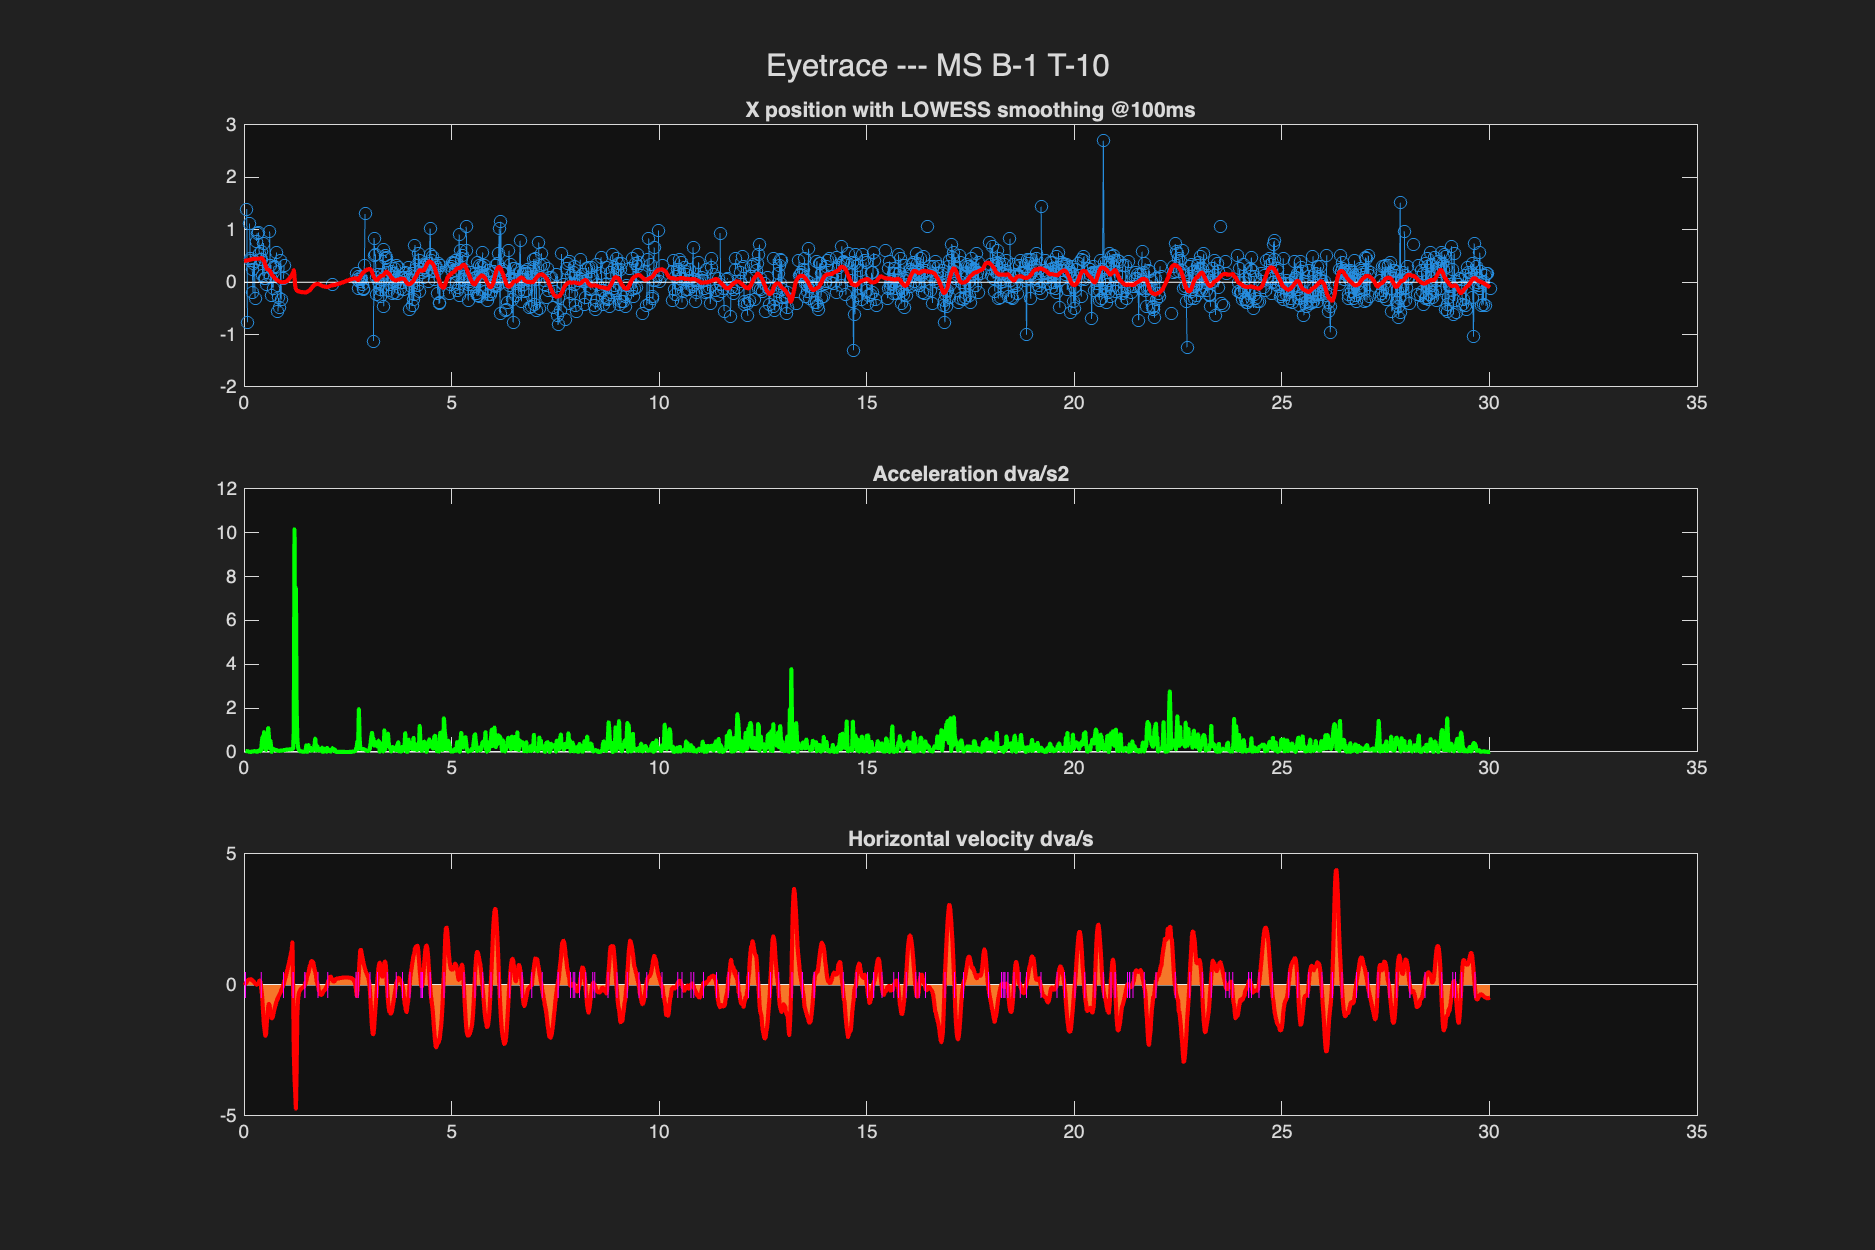 Eyetrace --- MS B-1 T-10
X position with LOWESS smoothing @100ms
3
2
1
0
-1
-2
0 5 10 15 20 25 30 35
Acceleration dva/s2
12
10
8
6
4
2
0
0 5 10 15 20 25 30 35
Horizontal velocity dva/s
5
0
-5
0 5 10 15 20 25 30 35